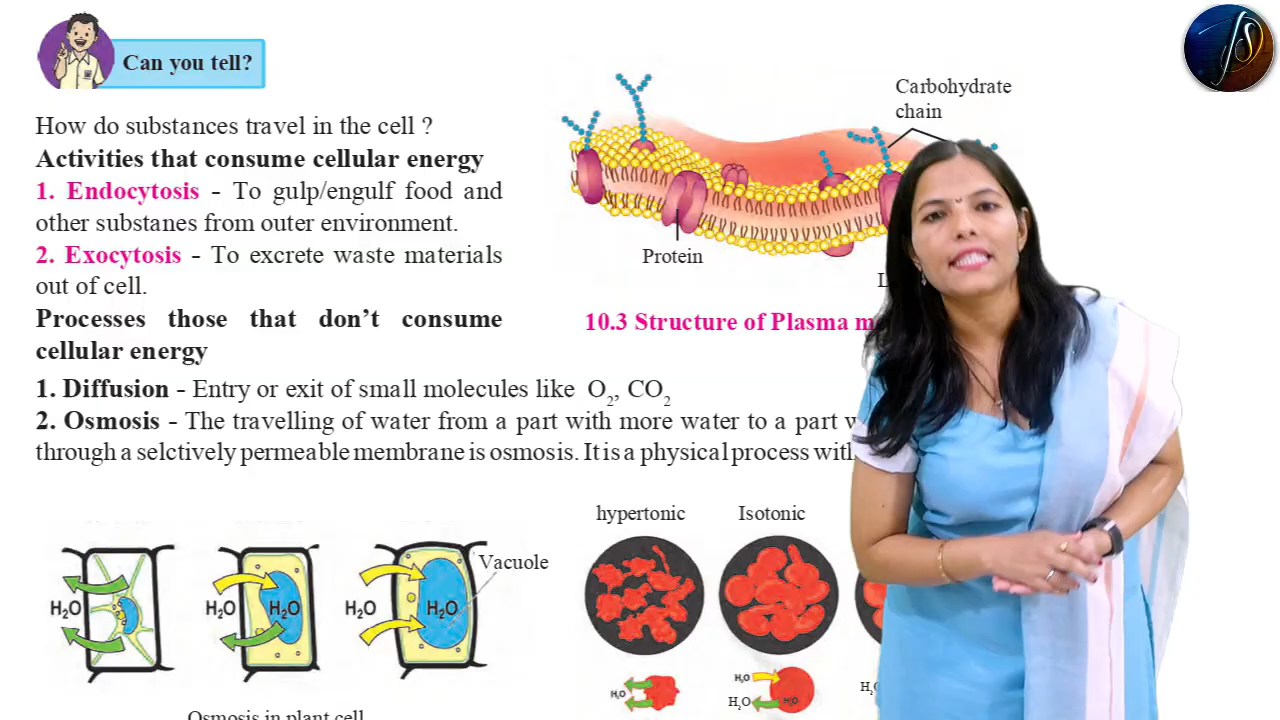 Can you tell?
How do substances travel in the cell ?
Activities that consume cellular energy
1. Endocytosis - To gulp/engulf food and
other substanes from outer environment.
2. Exocytosis - To excrete waste materials
out of cell.
Processes those that don't consume
cellular energy
1. Diffusion - Entry or exit of small molecules like O2, CO2
2. Osmosis - The travelling of water from a part with more water to a part
through a selctively permeable membrane is osmosis. It is a physical process
Carbohydrate
chain
Protein
10.3 Structure of Plasma
H2O
H2O H2O
H2O H2O
Vacuole
Osmosis in plant cell
hypertonic Isotonic
H2O
H2O
H2O H2O